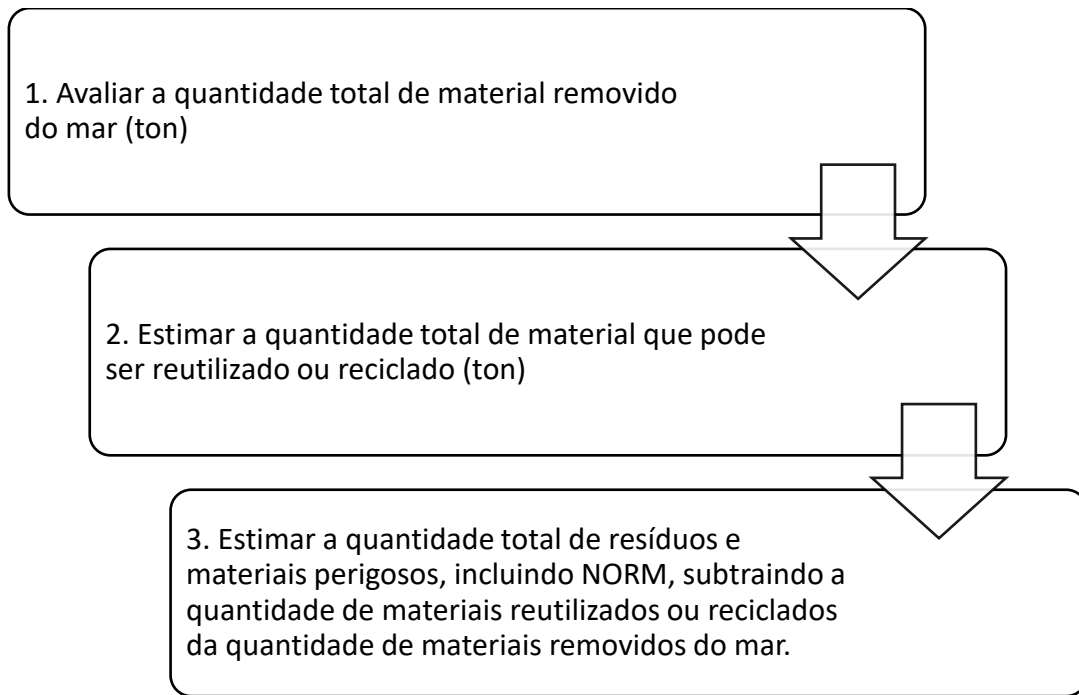 1. Avaliar a quantidade total de material removido
do mar (ton)
2. Estimar a quantidade total de material que pode
ser reutilizado ou reciclado (ton)
3. Estimar a quantidade total de resíduos e
materiais perigosos, incluindo NORM, subtraindo a
quantidade de materiais reutilizados ou reciclados
da quantidade de materiais removidos do mar.